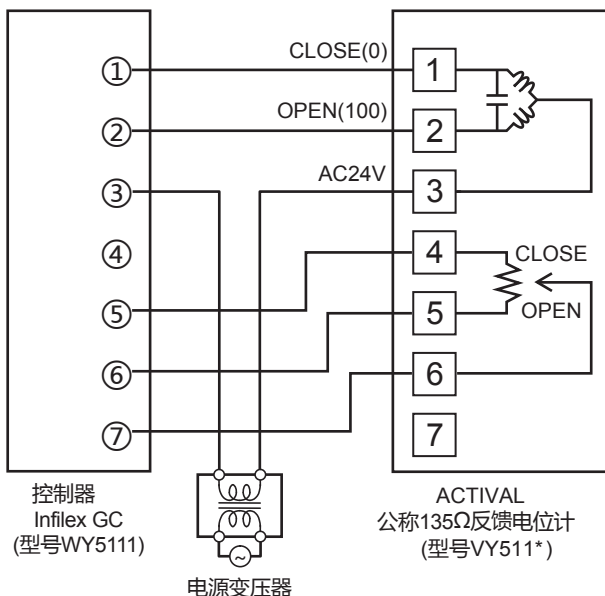 ① CLOSE(0) 1
② OPEN(100) 2
③ AC24V 3
④ 4 CLOSE
⑤ 5 OPEN
⑥ 6
⑦ 7
控制器
Infilex GC
(型号WY5111)
ACTIVAL
公称135Ω反馈电位计
(型号VY511*)
~
电源变压器